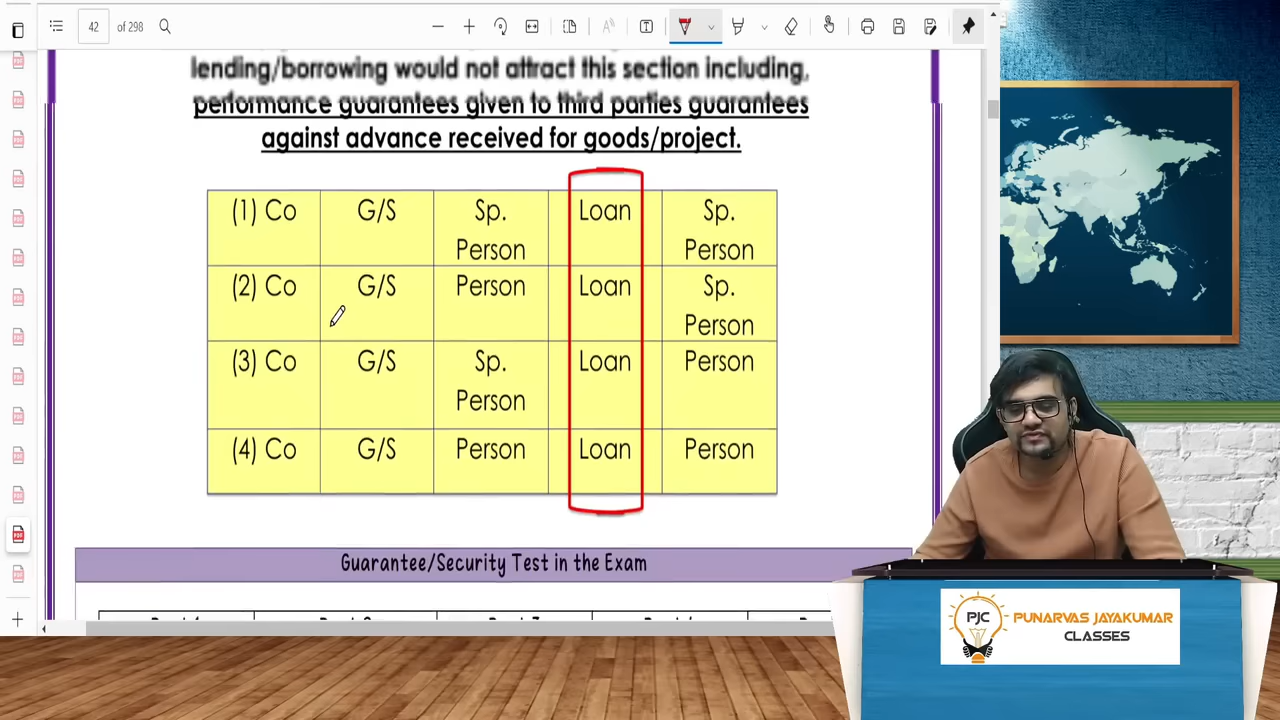 42 of 298
lending/borrowing would not attract this section including,
performance guarantees given to third parties guarantees
against advance received for goods/project.
(1) Co G/S Sp. Person Loan Sp. Person
(2) Co G/S Person Loan Sp. Person
(3) Co G/S Sp. Person Loan Person
(4) Co G/S Person Loan Person
Guarantee/Security Test in the Exam
PJC PUNARVAS JAYAKUMAR
CLASSES